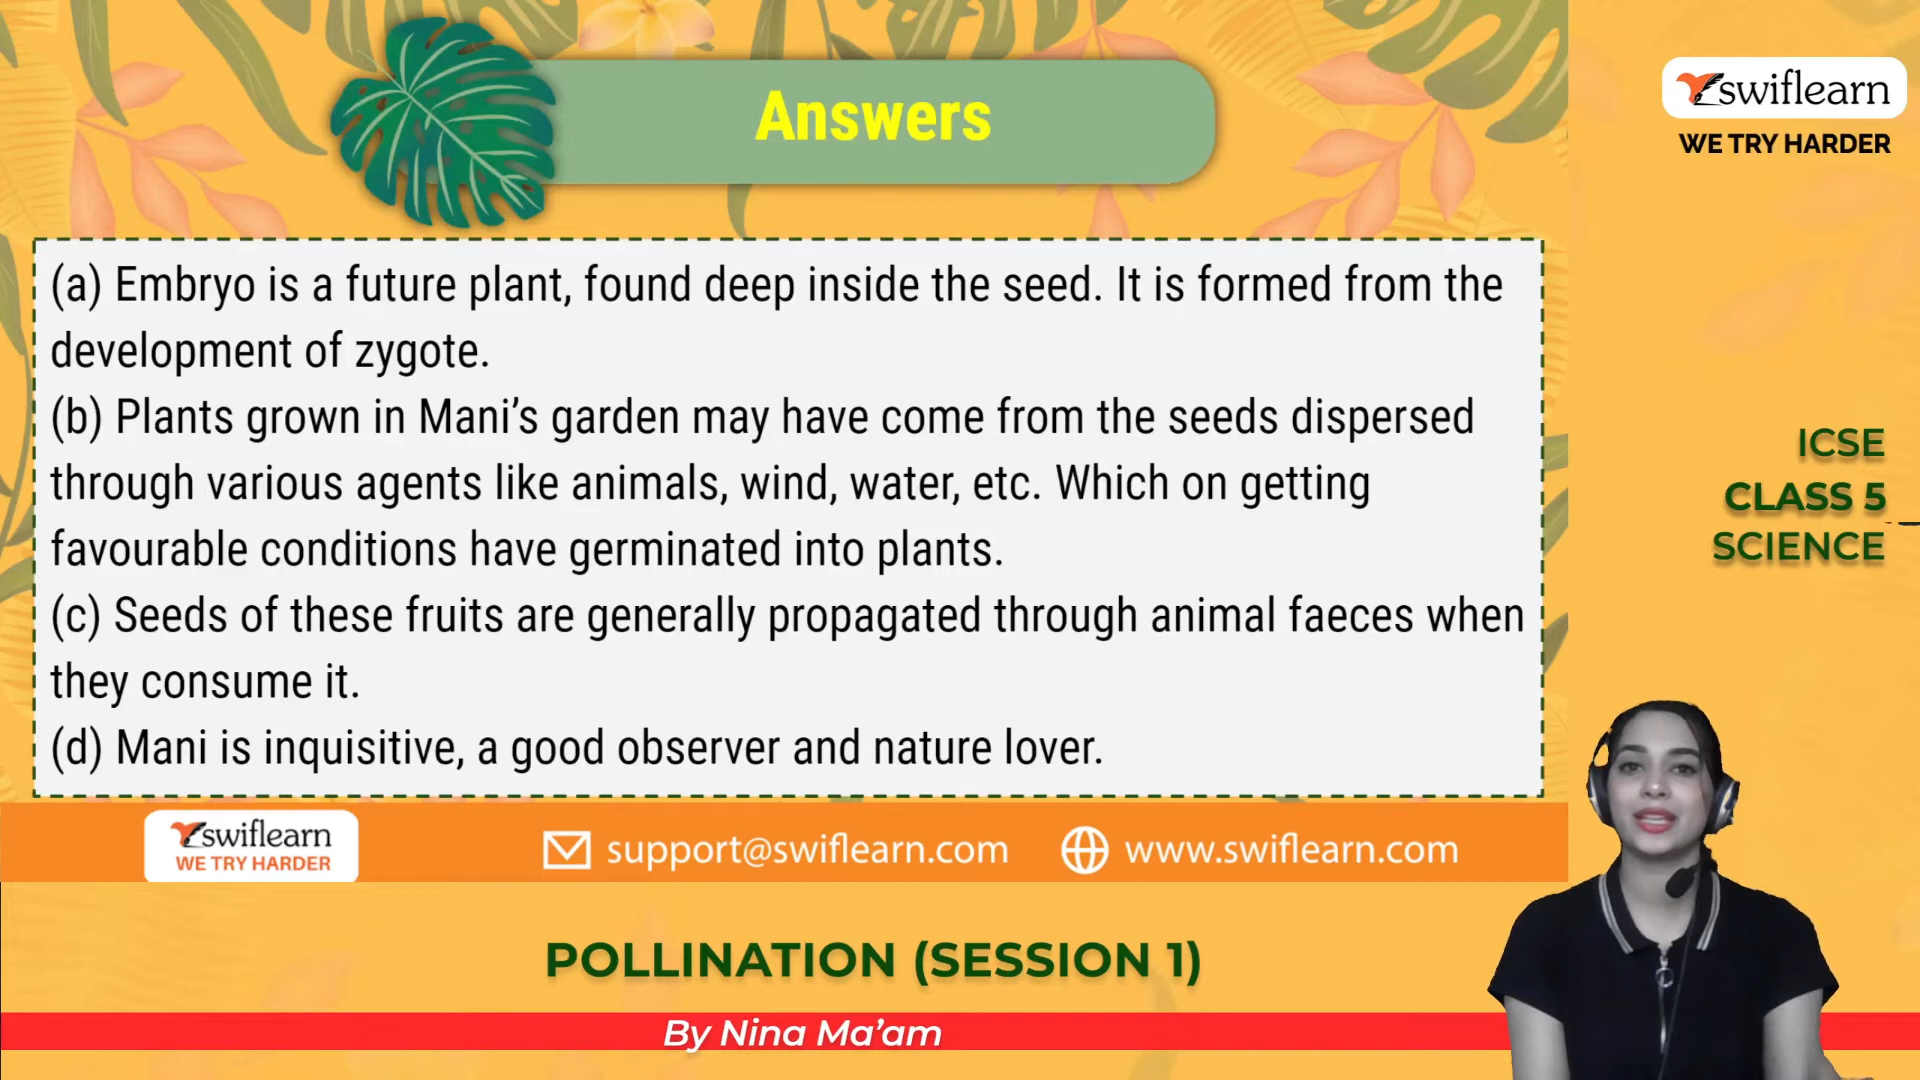 Answers
swiflearn
WE TRY HARDER
(a) Embryo is a future plant, found deep inside the seed. It is formed from the
development of zygote.
(b) Plants grown in Mani’s garden may have come from the seeds dispersed
through various agents like animals, wind, water, etc. Which on getting
favourable conditions have germinated into plants.
(c) Seeds of these fruits are generally propagated through animal faeces when
they consume it.
(d) Mani is inquisitive, a good observer and nature lover.
ICSE
CLASS 5
SCIENCE
swiflearn
WE TRY HARDER
support@swiflearn.com
www.swiflearn.com
POLLINATION (SESSION 1)
By Nina Ma’am